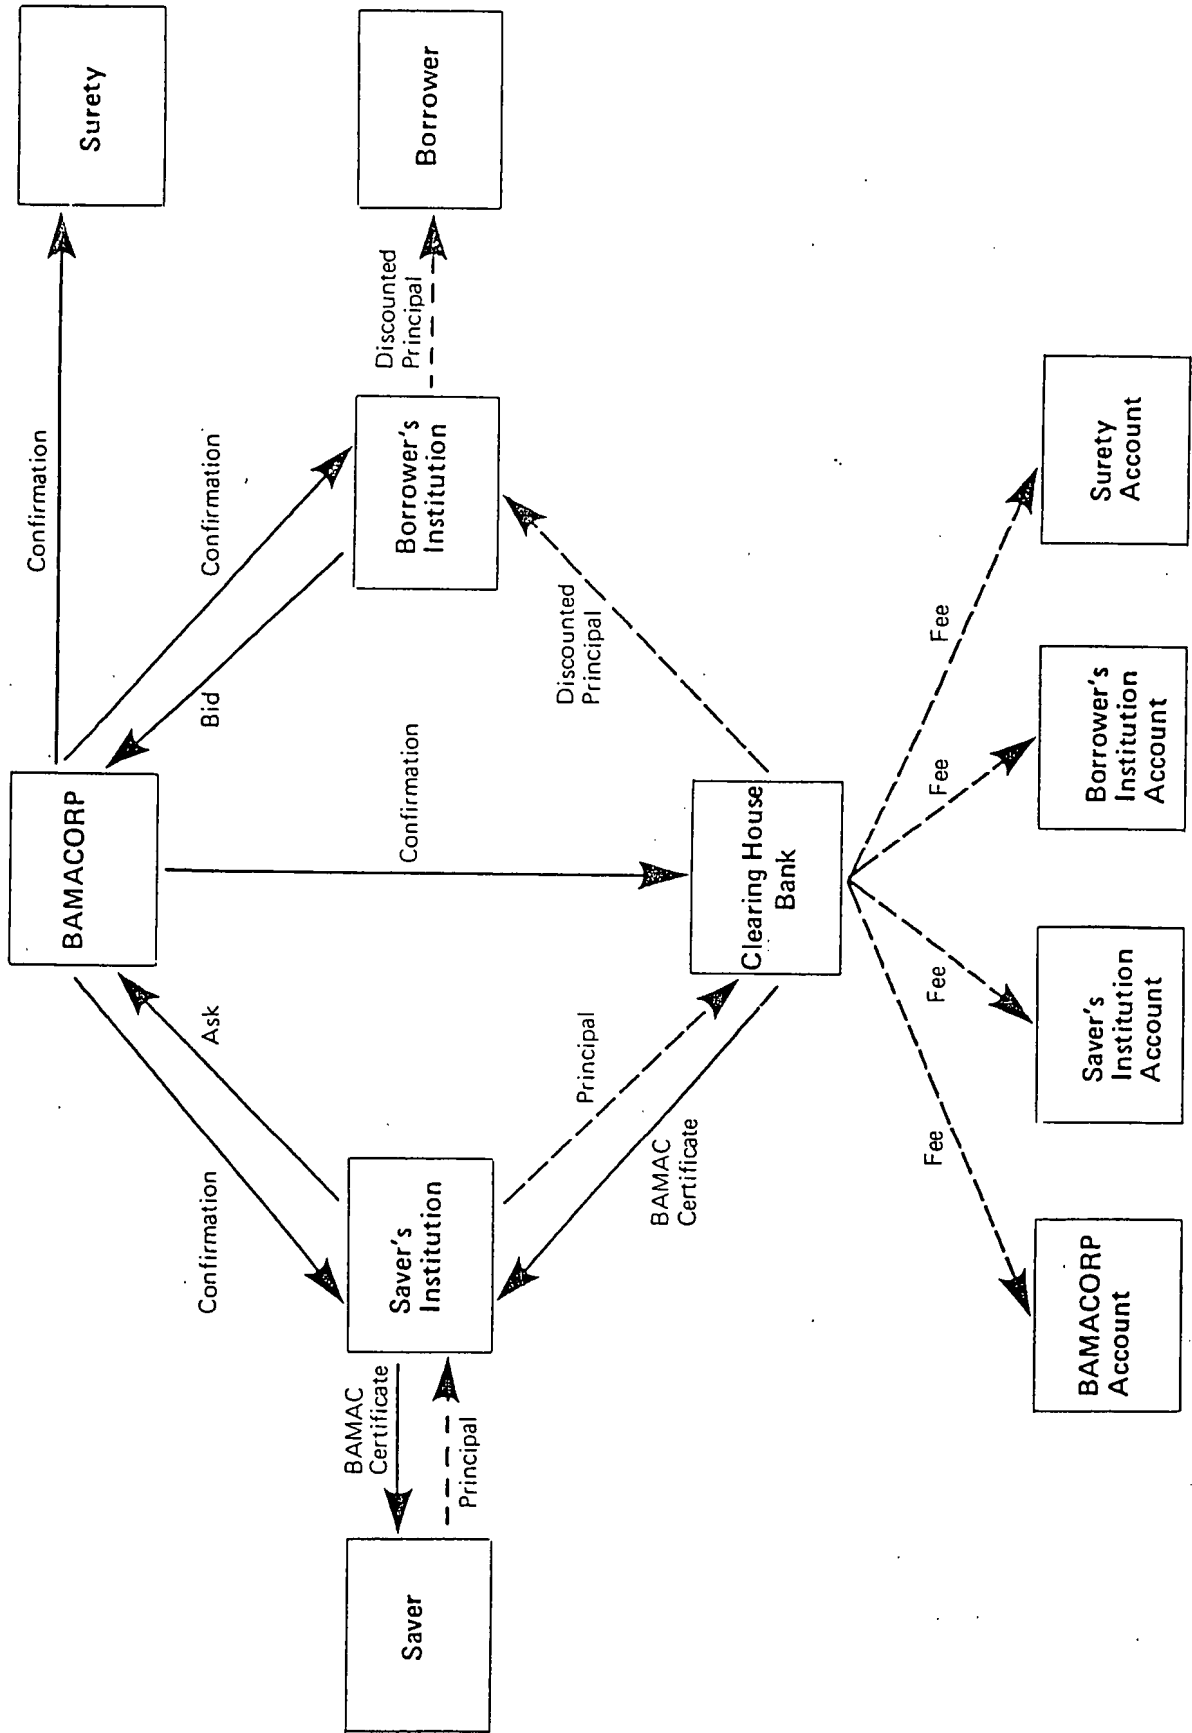 Surety
Confirmation
BAMACORP
Confirmation
Bid
Ask
Confirmation
Borrower
Discounted
Principal
Borrower's
Institution
Confirmation
Saver's
Institution
BAMAC
Certificate
Principal
Saver
Discounted
Principal
Principal
BAMAC
Certificate
Clearing House
Bank
Fee
Fee
Fee
Fee
BAMACORP
Account
Saver's
Institution
Account
Borrower's
Institution
Account
Surety
Account